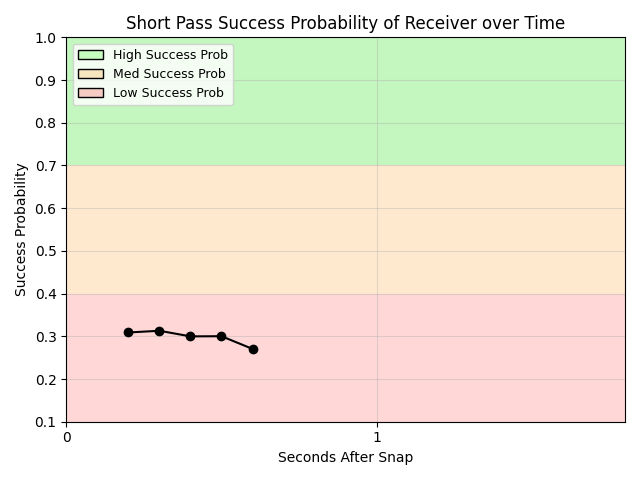 Short Pass Success Probability of Receiver over Time
High Success Prob
Med Success Prob
Low Success Prob
Success Probability
1.0
0.9
0.8
0.7
0.6
0.5
0.4
0.3
0.2
0.1
0
1
Seconds After Snap